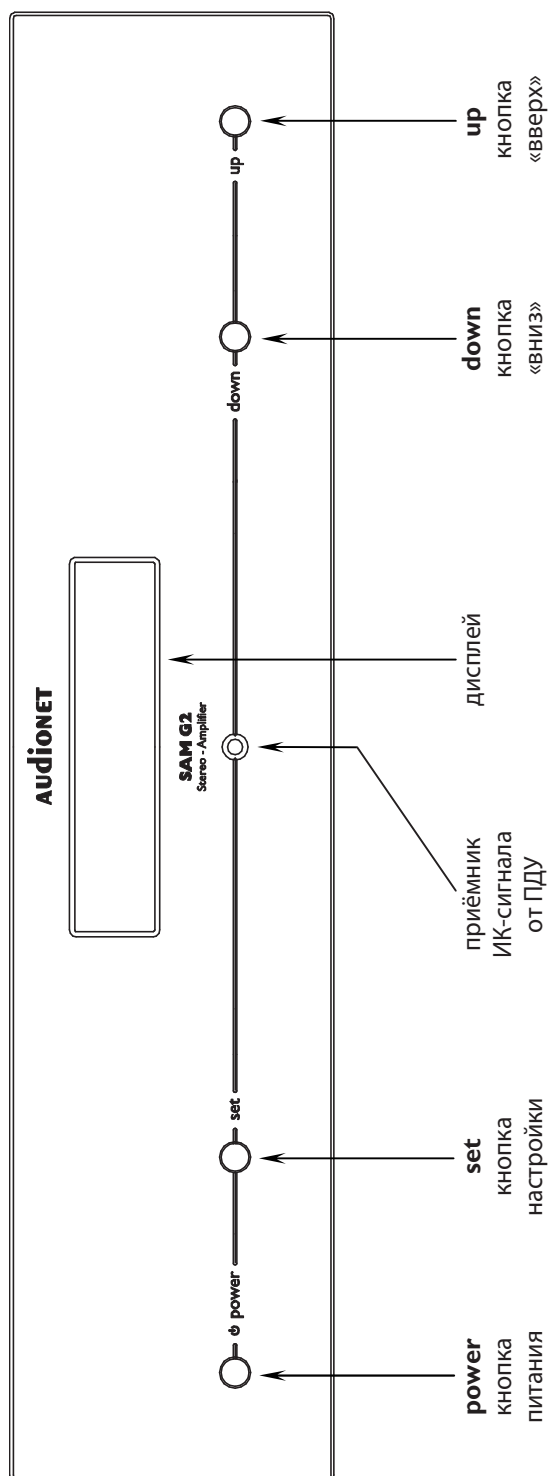 AUDIONET
SAM G2
Stereo - Amplifier
power
set
down
up
power
кнопка
питания
set
кнопка
настройки
приёмник
ИК-сигнала
от ПДУ
дисплей
down
кнопка
«вниз»
up
кнопка
«вверх»